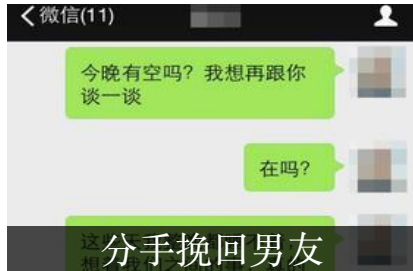 微信(11)
今晚有空吗？我想再跟你
谈一谈
在吗？
分手挽回男友